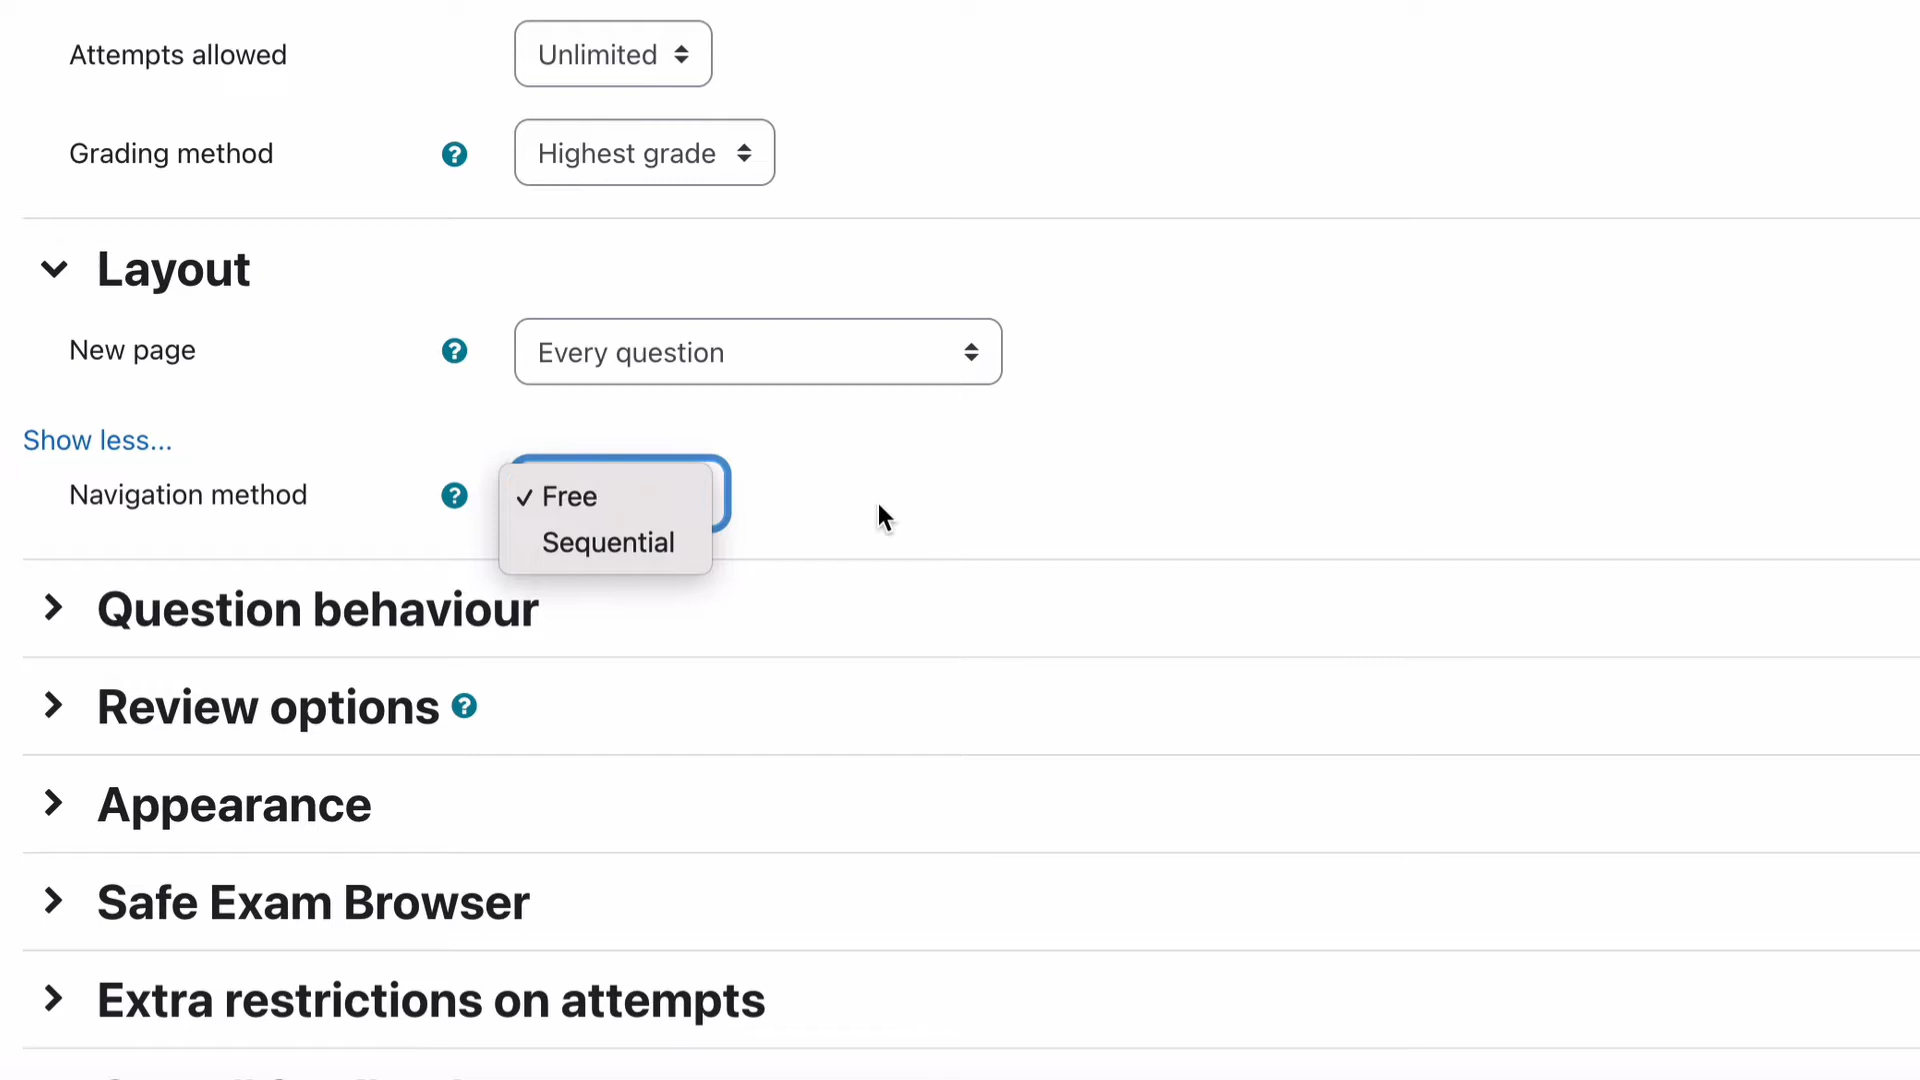 Attempts allowed
Unlimited
Grading method
Highest grade
Layout
New page
Every question
Show less...
Navigation method
Free
Sequential
Question behaviour
Review options
Appearance
Safe Exam Browser
Extra restrictions on attempts